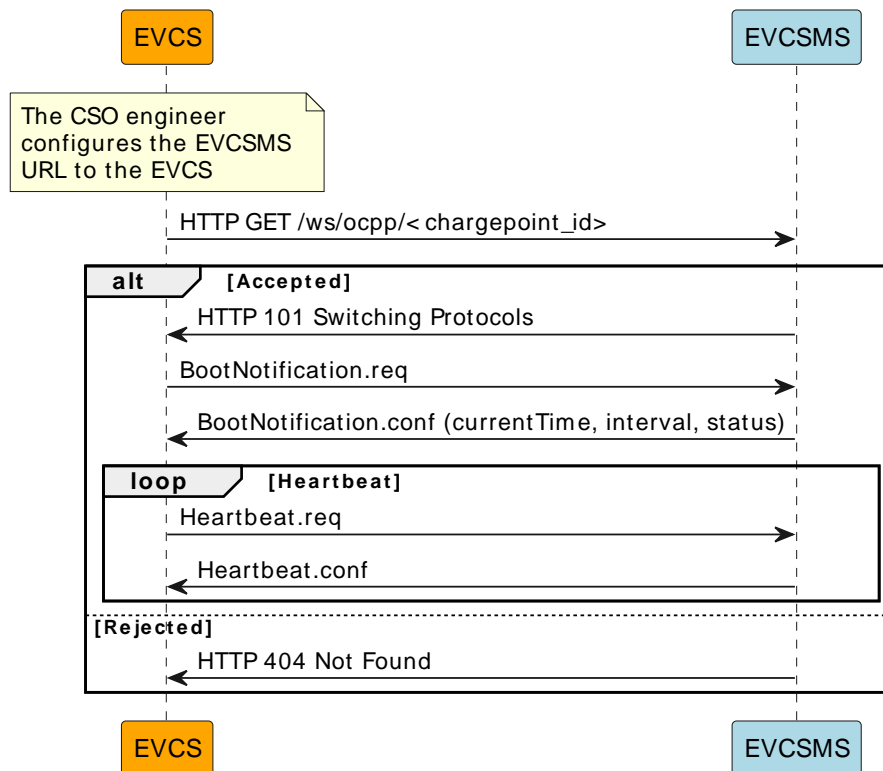 EVCS
EVCSMS
The CSO engineer
configures the EVCSMS
URL to the EVCS
HTTP GET /ws/ocpp/< chargepoint_id>
alt
[Accepted]
HTTP 101 Switching Protocols
BootNotification.req
BootNotification.conf (currentTime, interval, status)
loop
[Heartbeat]
Heartbeat.req
Heartbeat.conf
[Rejected]
HTTP 404 Not Found
EVCS
EVCSMS